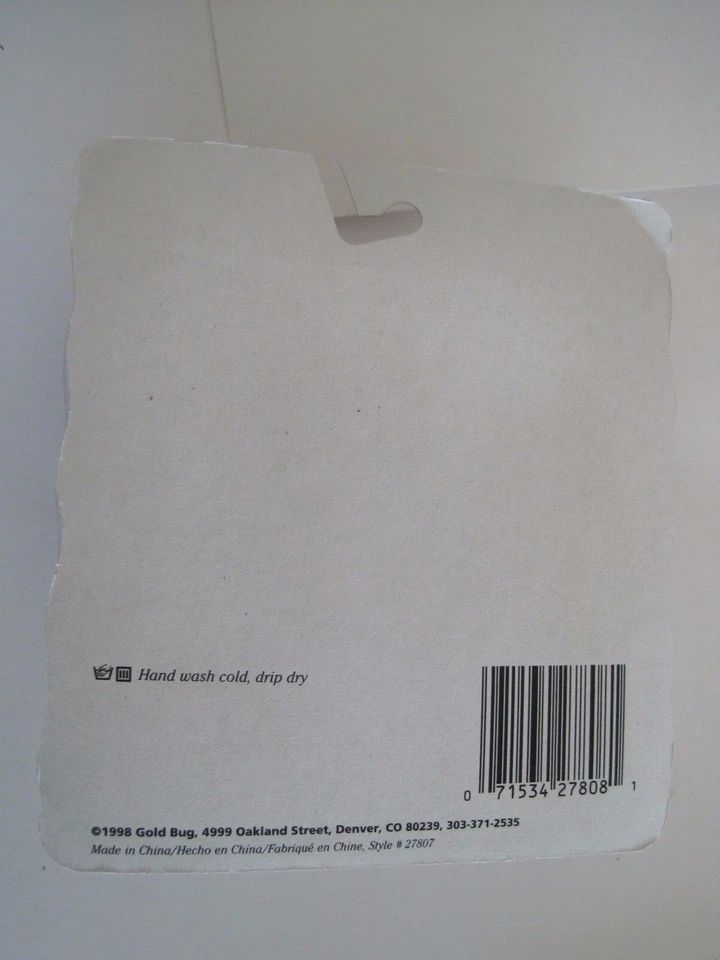 Hand wash cold, drip dry
0 71534 27808 1
©1998 Gold Bug, 4999 Oakland Street, Denver, CO 80239, 303-371-2535
Made in China/Hecho en China/Fabriqué en Chine, Style # 27807